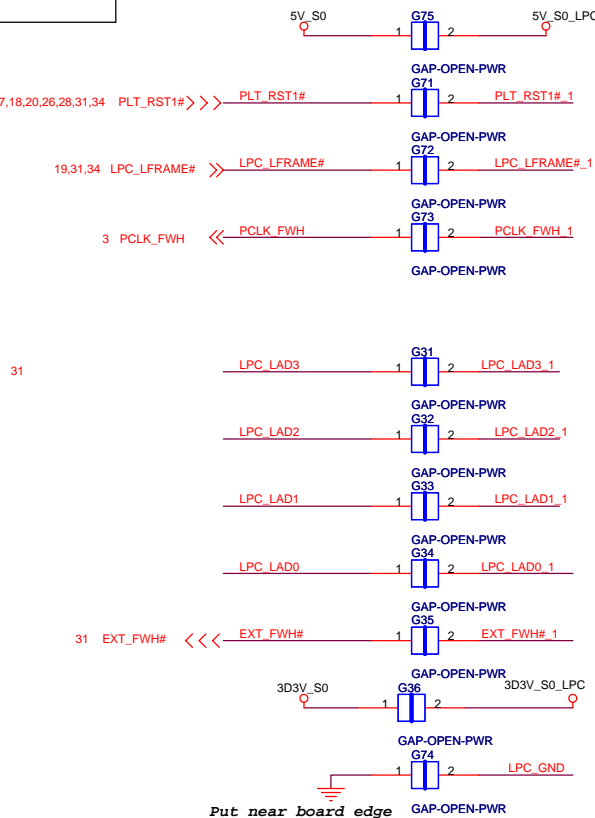 5V_S0 G75 5V_S0_LPC
1 2
GAP-OPEN-PWR
7,18,20,26,28,31,34 PLT_RST1# PLT_RST1# G71 PLT_RST1#_1
1 2
GAP-OPEN-PWR
19,31,34 LPC_LFRAME# LPC_LFRAME# G72 LPC_LFRAME#_1
1 2
GAP-OPEN-PWR
3 PCLK_FWH PCLK_FWH G73 PCLK_FWH_1
1 2
GAP-OPEN-PWR
31 LPC_LAD3 G31 LPC_LAD3_1
1 2
GAP-OPEN-PWR
LPC_LAD2 G32 LPC_LAD2_1
1 2
GAP-OPEN-PWR
LPC_LAD1 G33 LPC_LAD1_1
1 2
GAP-OPEN-PWR
LPC_LAD0 G34 LPC_LAD0_1
1 2
GAP-OPEN-PWR
31 EXT_FWH# EXT_FWH# G35 EXT_FWH#_1
1 2
GAP-OPEN-PWR
3D3V_S0 G36 3D3V_S0_LPC
1 2
GAP-OPEN-PWR
G74 LPC_GND
1 2
Put near board edge GAP-OPEN-PWR